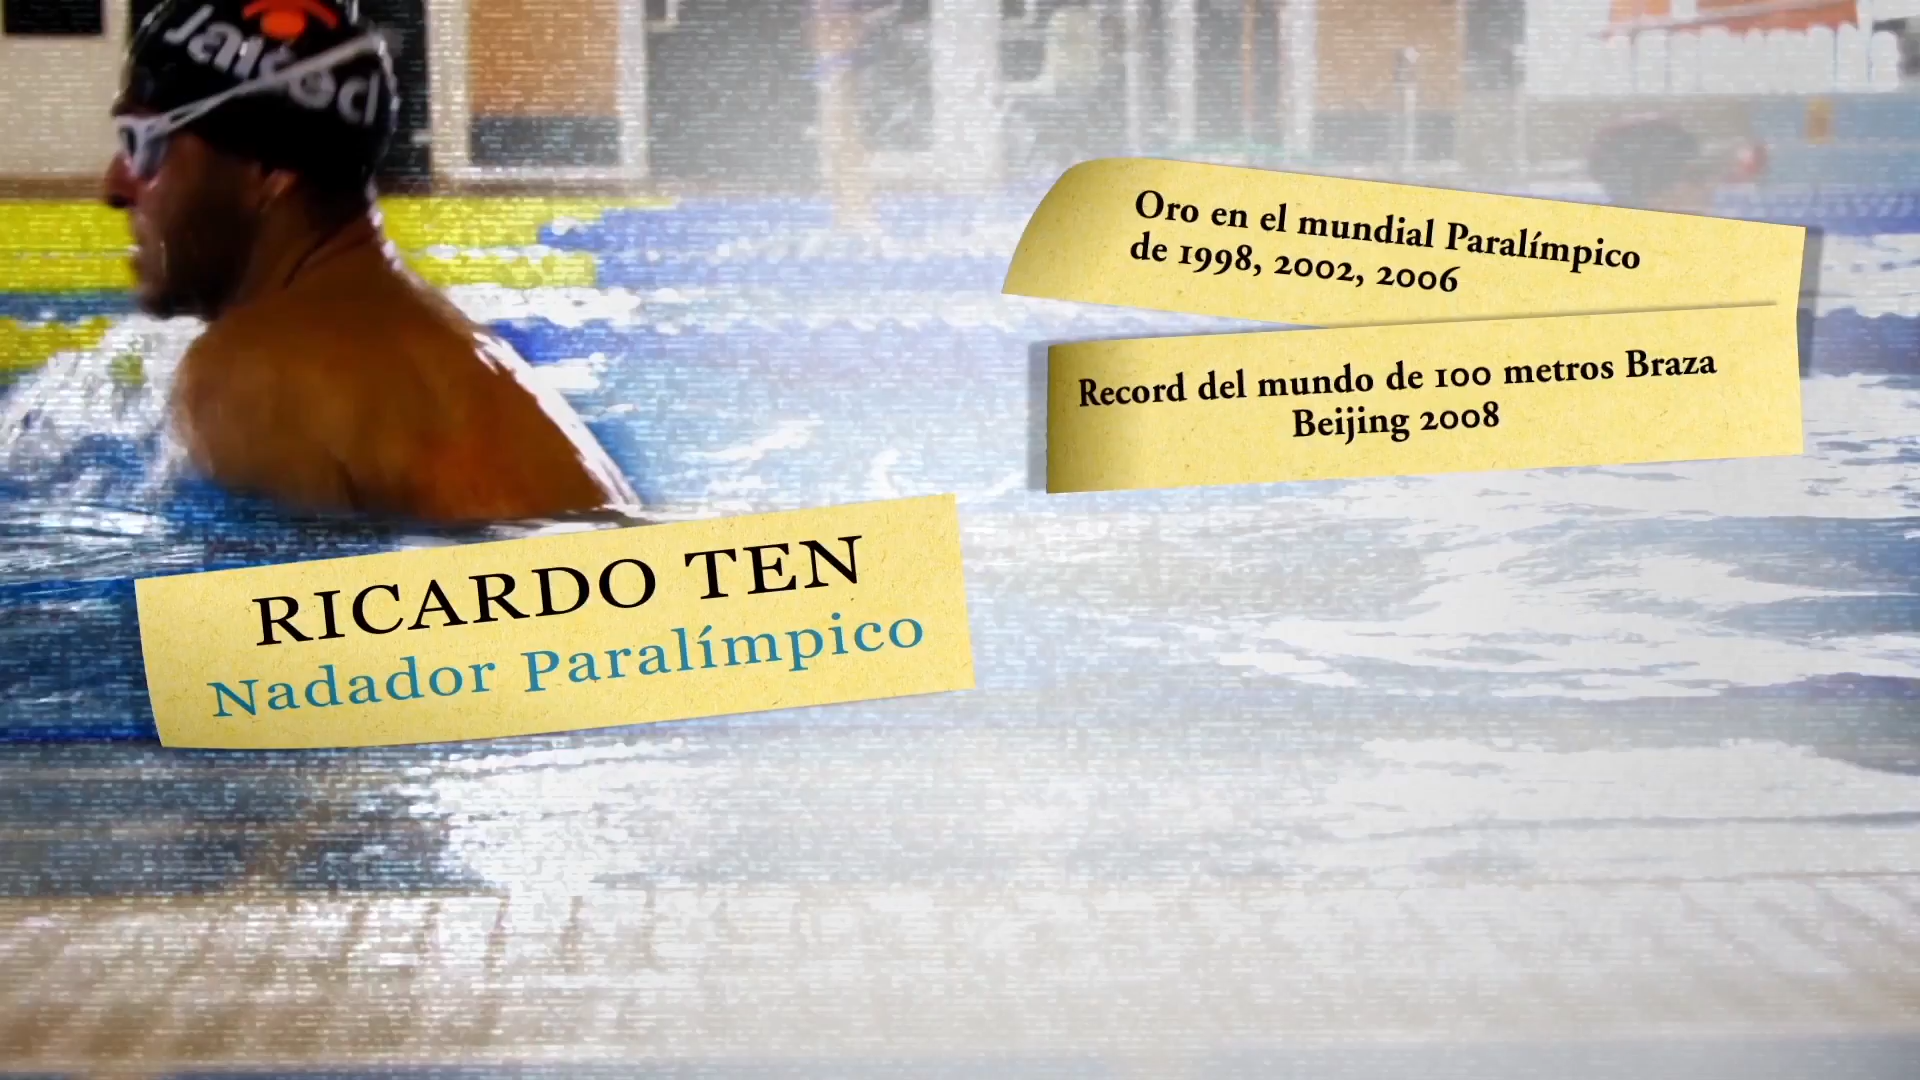 Jaked
Oro en el mundial Paralímpico
de 1998, 2002, 2006
Record del mundo de 100 metros Braza
Beijing 2008
RICARDO TEN
Nadador Paralímpico